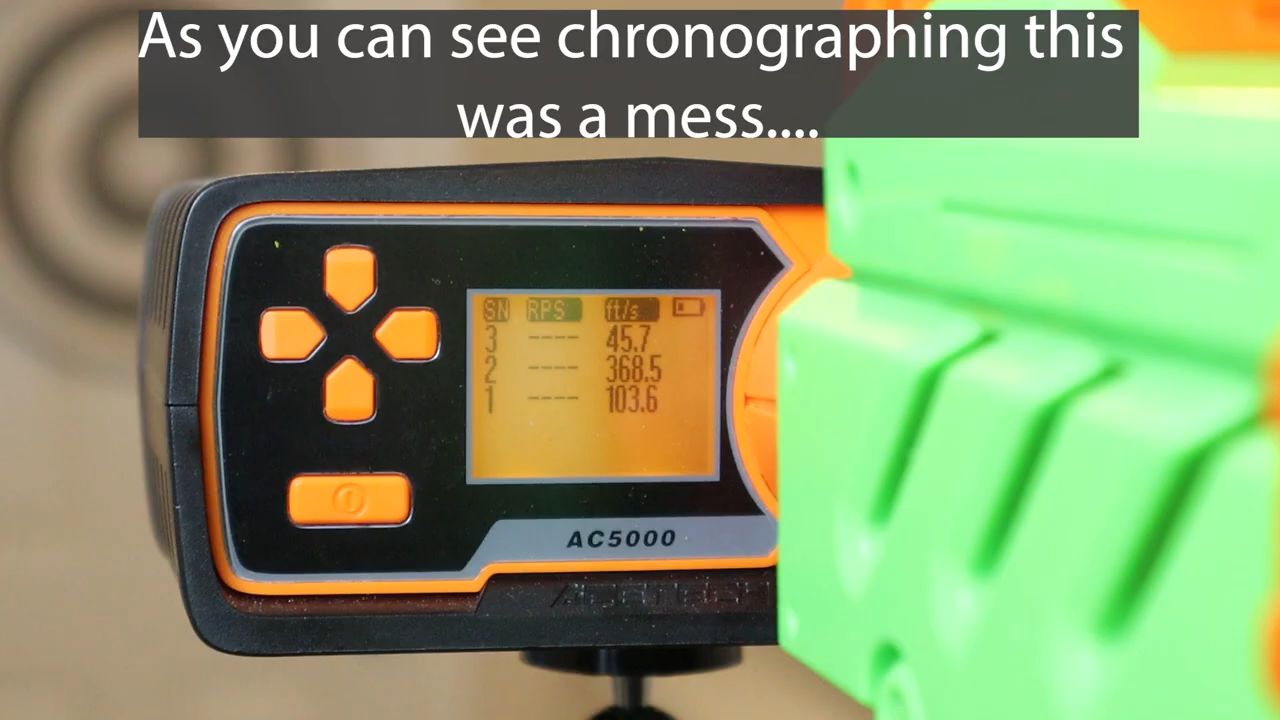 As you can see chronographing this
was a mess....
SN RPS ft/s
3 ---- 45.7
2 ---- 368.5
1 ---- 103.6
AC5000
ACETECH